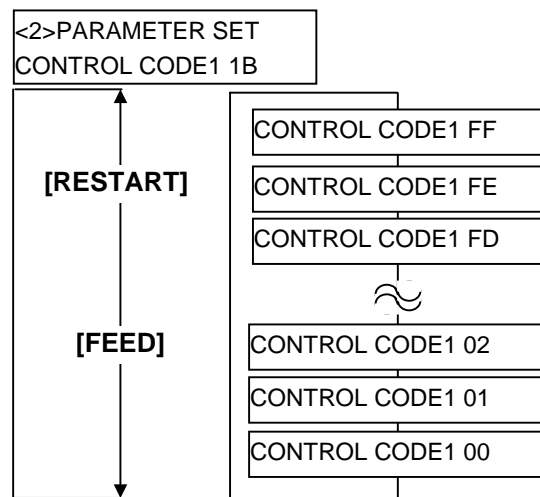 <2>PARAMETER SET
CONTROL CODE1 1B
CONTROL CODE1 FF
[RESTART]
CONTROL CODE1 FE
CONTROL CODE1 FD
[FEED]
CONTROL CODE1 02
CONTROL CODE1 01
CONTROL CODE1 00